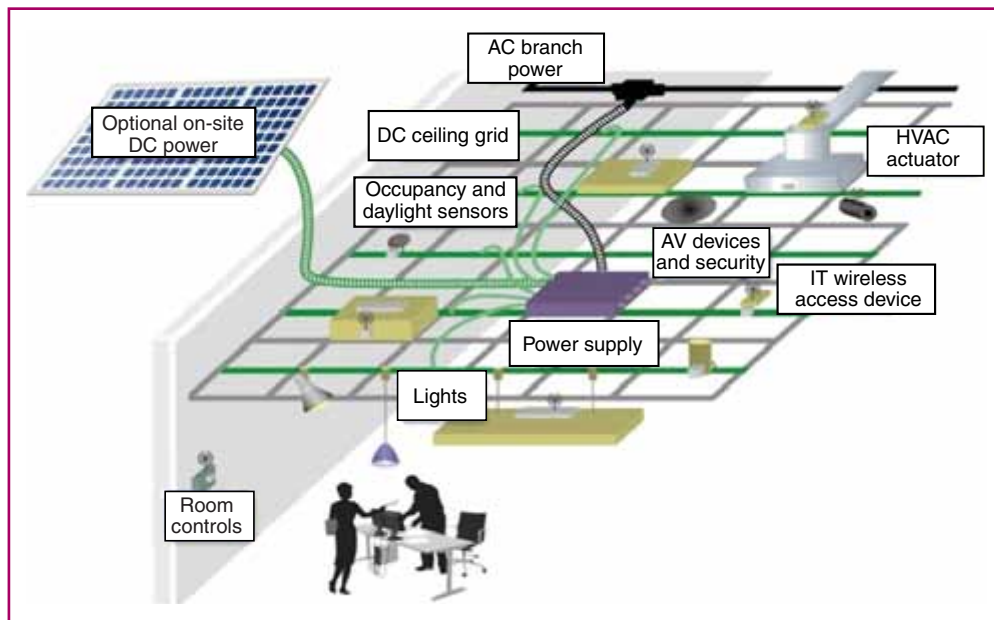 AC branch
power
Optional on-site
DC power
DC ceiling grid
HVAC
actuator
Occupancy and
daylight sensors
AV devices
and security
IT wireless
access device
Power supply
Lights
Room
controls